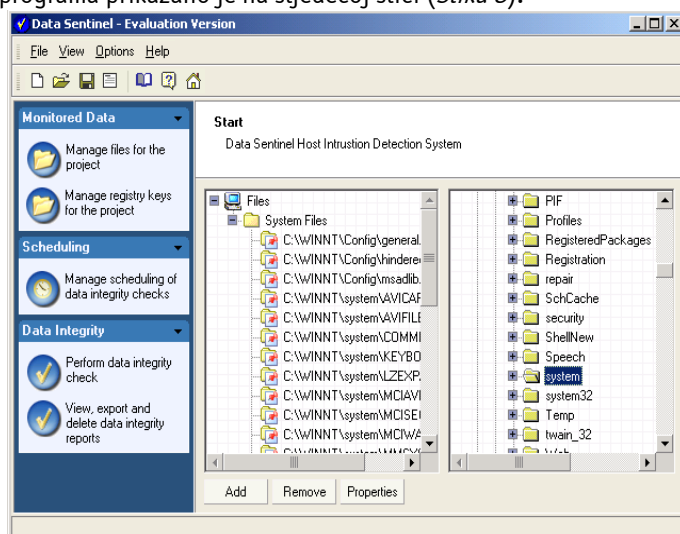 programa prikazano je na sljedećoj slici
Data Sentinel - Evaluation Version
File View Options Help
Monitored Data
Manage files for the
project
Manage registry keys
for the project
Scheduling
Manage scheduling of
data integrity checks
Data Integrity
Perform data integrity
check
View, export and
delete data integrity
reports
Start
Data Sentinel Host Intrustion Detection System
Files
System Files
C:\WINNT\Config\general.
C:\WINNT\Config\hindere
C:\WINNT\Config\msadlib.
C:\WINNT\system\AVICAP
C:\WINNT\system\AVIFILE
C:\WINNT\system\COMMI
C:\WINNT\system\KEYBO
C:\WINNT\system\LZEXP.
C:\WINNT\system\MCIAVI
C:\WINNT\system\MCISEI
C:\WINNT\system\MCIWA
PIF
Profiles
RegisteredPackages
Registration
repair
SchCache
security
ShellNew
Speech
system
system32
Temp
twain_32
Add Remove Properties